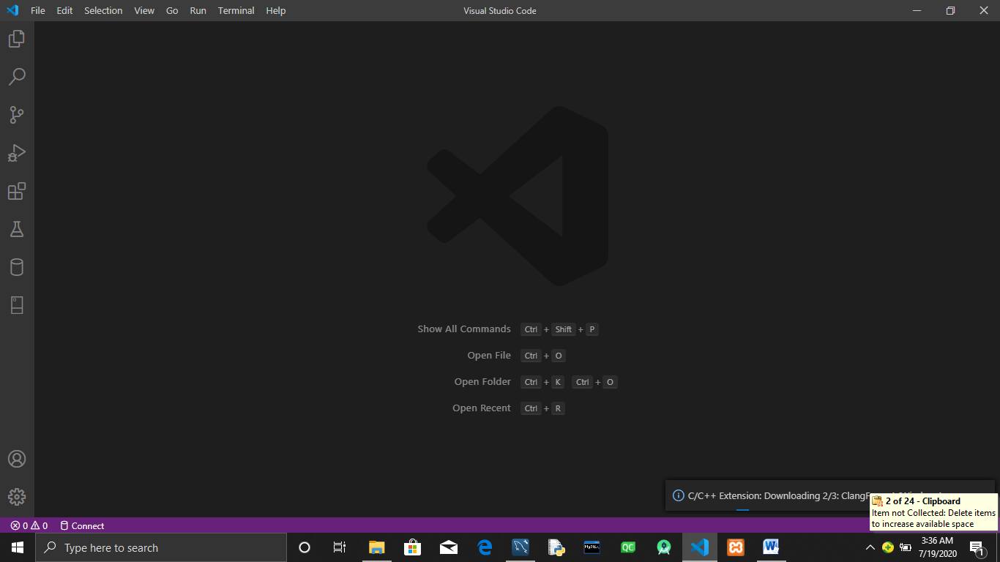 File Edit Selection View Go Run Terminal Help
Visual Studio Code
Show All Commands Ctrl + Shift + P
Open File Ctrl + O
Open Folder Ctrl + K Ctrl + O
Open Recent Ctrl + R
C/C++ Extension: Downloading 2/3:
2 of 24 - Clipboard
Item not Collected: Delete items
to increase available space
0 0 Connect
Type here to search
MySQL
QC
3:36 AM
7/19/2020
1